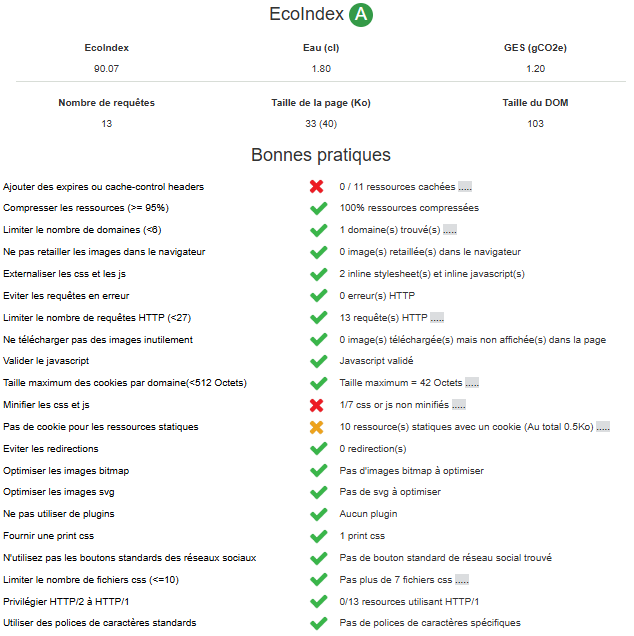 EcoIndex A
EcoIndex Eau (cl) GES (gCO2e)
90.07 1.80 1.20
Nombre de requêtes Taille de la page (Ko) Taille du DOM
13 33 (40) 103
Bonnes pratiques
Ajouter des expires ou cache-control headers 0 / 11 ressources cachées .....
Compresser les ressources (>= 95%) 100% ressources compressées
Limiter le nombre de domaines (<6) 1 domaine(s) trouvé(s) .....
Ne pas retailler les images dans le navigateur 0 image(s) retaillée(s) dans le navigateur
Externaliser les css et les js 2 inline stylesheet(s) et inline javascript(s)
Eviter les requêtes en erreur 0 erreur(s) HTTP
Limiter le nombre de requêtes HTTP (<27) 13 requête(s) HTTP .....
Ne télécharger pas des images inutilement 0 image(s) téléchargée(s) mais non affichée(s) dans la page
Valider le javascript Javascript validé
Taille maximum des cookies par domaine(<512 Octets) Taille maximum = 42 Octets .....
Minifier les css et js 1/7 css or js non minifiés .....
Pas de cookie pour les ressources statiques 10 ressource(s) statiques avec un cookie (Au total 0.5Ko) .....
Eviter les redirections 0 redirection(s)
Optimiser les images bitmap Pas d'images bitmap à optimiser
Optimiser les images svg Pas de svg à optimiser
Ne pas utiliser de plugins Aucun plugin
Fournir une print css 1 print css
N'utilisez pas les boutons standards des réseaux sociaux Pas de bouton standard de réseau social trouvé
Limiter le nombre de fichiers css (<=10) Pas plus de 7 fichiers css .....
Privilégier HTTP/2 à HTTP/1 0/13 resources utilisant HTTP/1
Utiliser des polices de caractères standards Pas de polices de caractères spécifiques